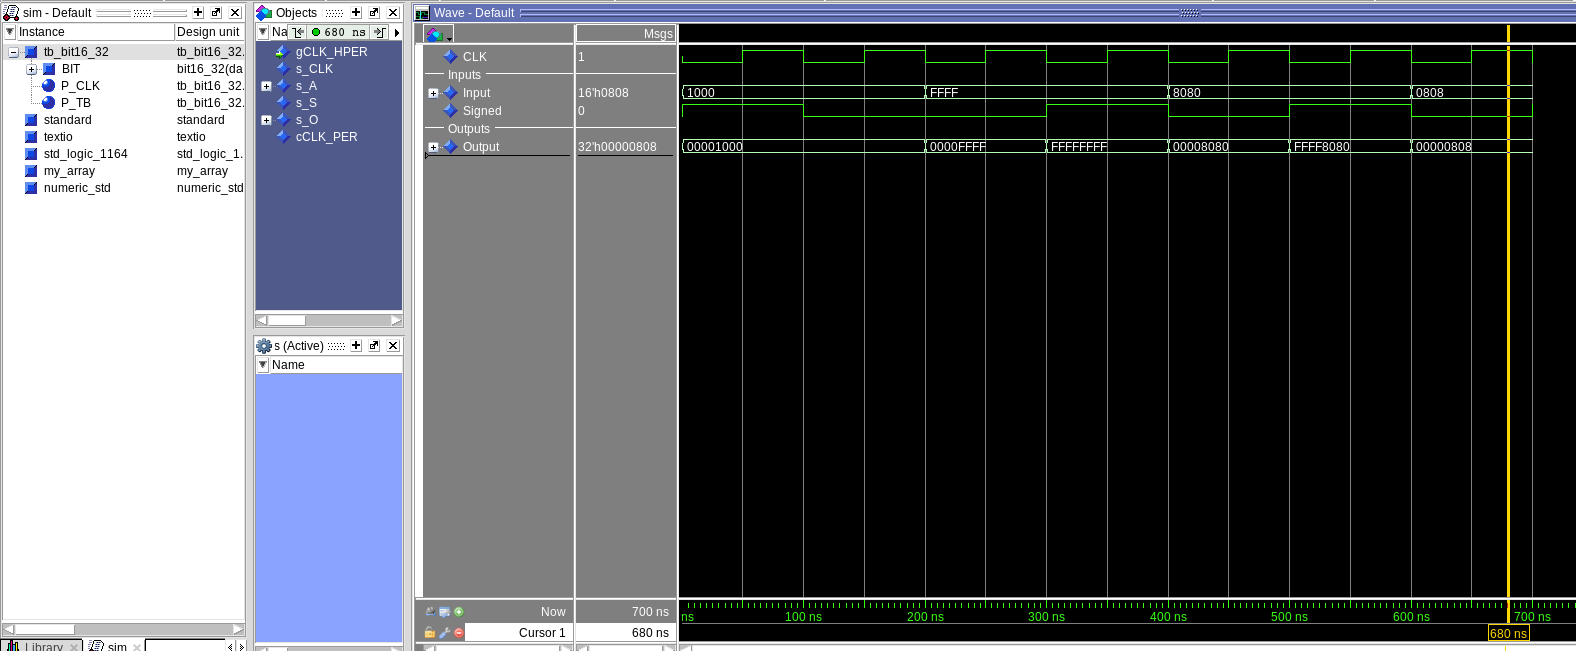 sim - Default
Instance
Design unit
tb_bit16_32
tb_bit16_32.
BIT
bit16_32(da
P_CLK
tb_bit16_32.
P_TB
tb_bit16_32.
standard
standard
textio
textio
std_logic_1164
std_logic_1.
my_array
my_array
numeric_std
numeric_std
Library
sim
Objects
Na
680 ns
gCLK_HPER
s_CLK
s_A
s_S
s_O
cCLK_PER
s (Active)
Name
Wave - Default
Msgs
CLK
1
Inputs
Input
16'h0808
1000
FFFF
8080
0808
Signed
0
Outputs
Output
32'h00000808
00001000
0000FFFF
FFFFFFFF
00008080
FFFF8080
00000808
Now
700 ns
ns
100 ns
200 ns
300 ns
400 ns
500 ns
600 ns
700 ns
Cursor 1
680 ns
680 ns